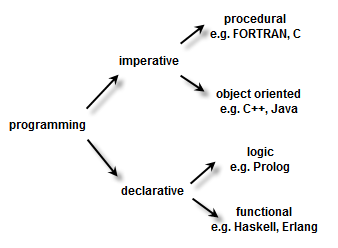 procedural
e.g. FORTRAN, C
imperative
object oriented
e.g. C++, Java
programming
logic
e.g. Prolog
declarative
functional
e.g. Haskell, Erlang